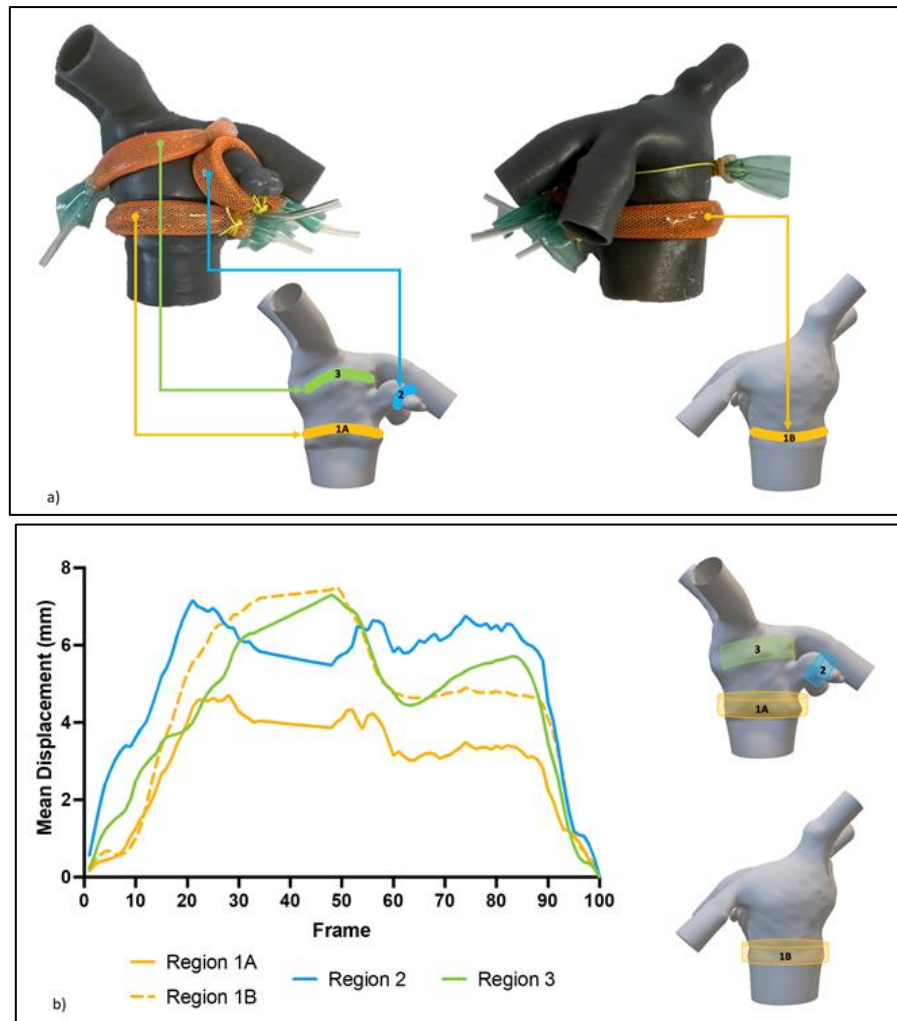 3
2
1A
1B
a)
8
6
4
2
0
Mean Displacement (mm)
0 10 20 30 40 50 60 70 80 90 100
Frame
Region 1A
Region 1B
Region 2
Region 3
3
2
1A
1B
b)